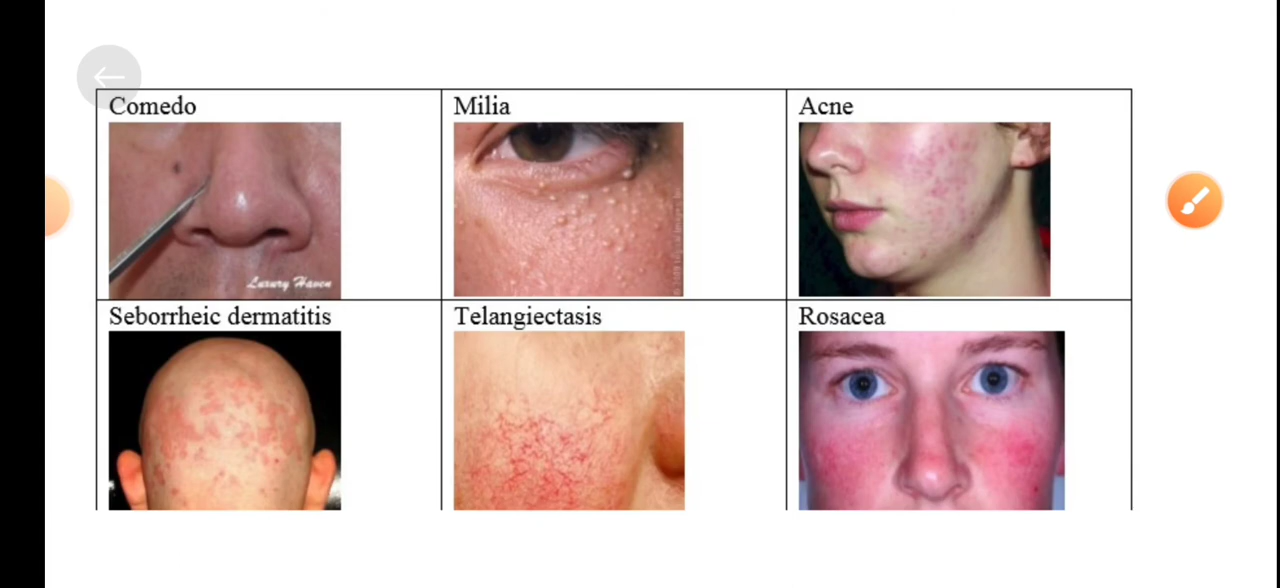 Comedo
Milia
Acne
Luxury Haven
Seborrheic dermatitis
Telangiectasis
Rosacea